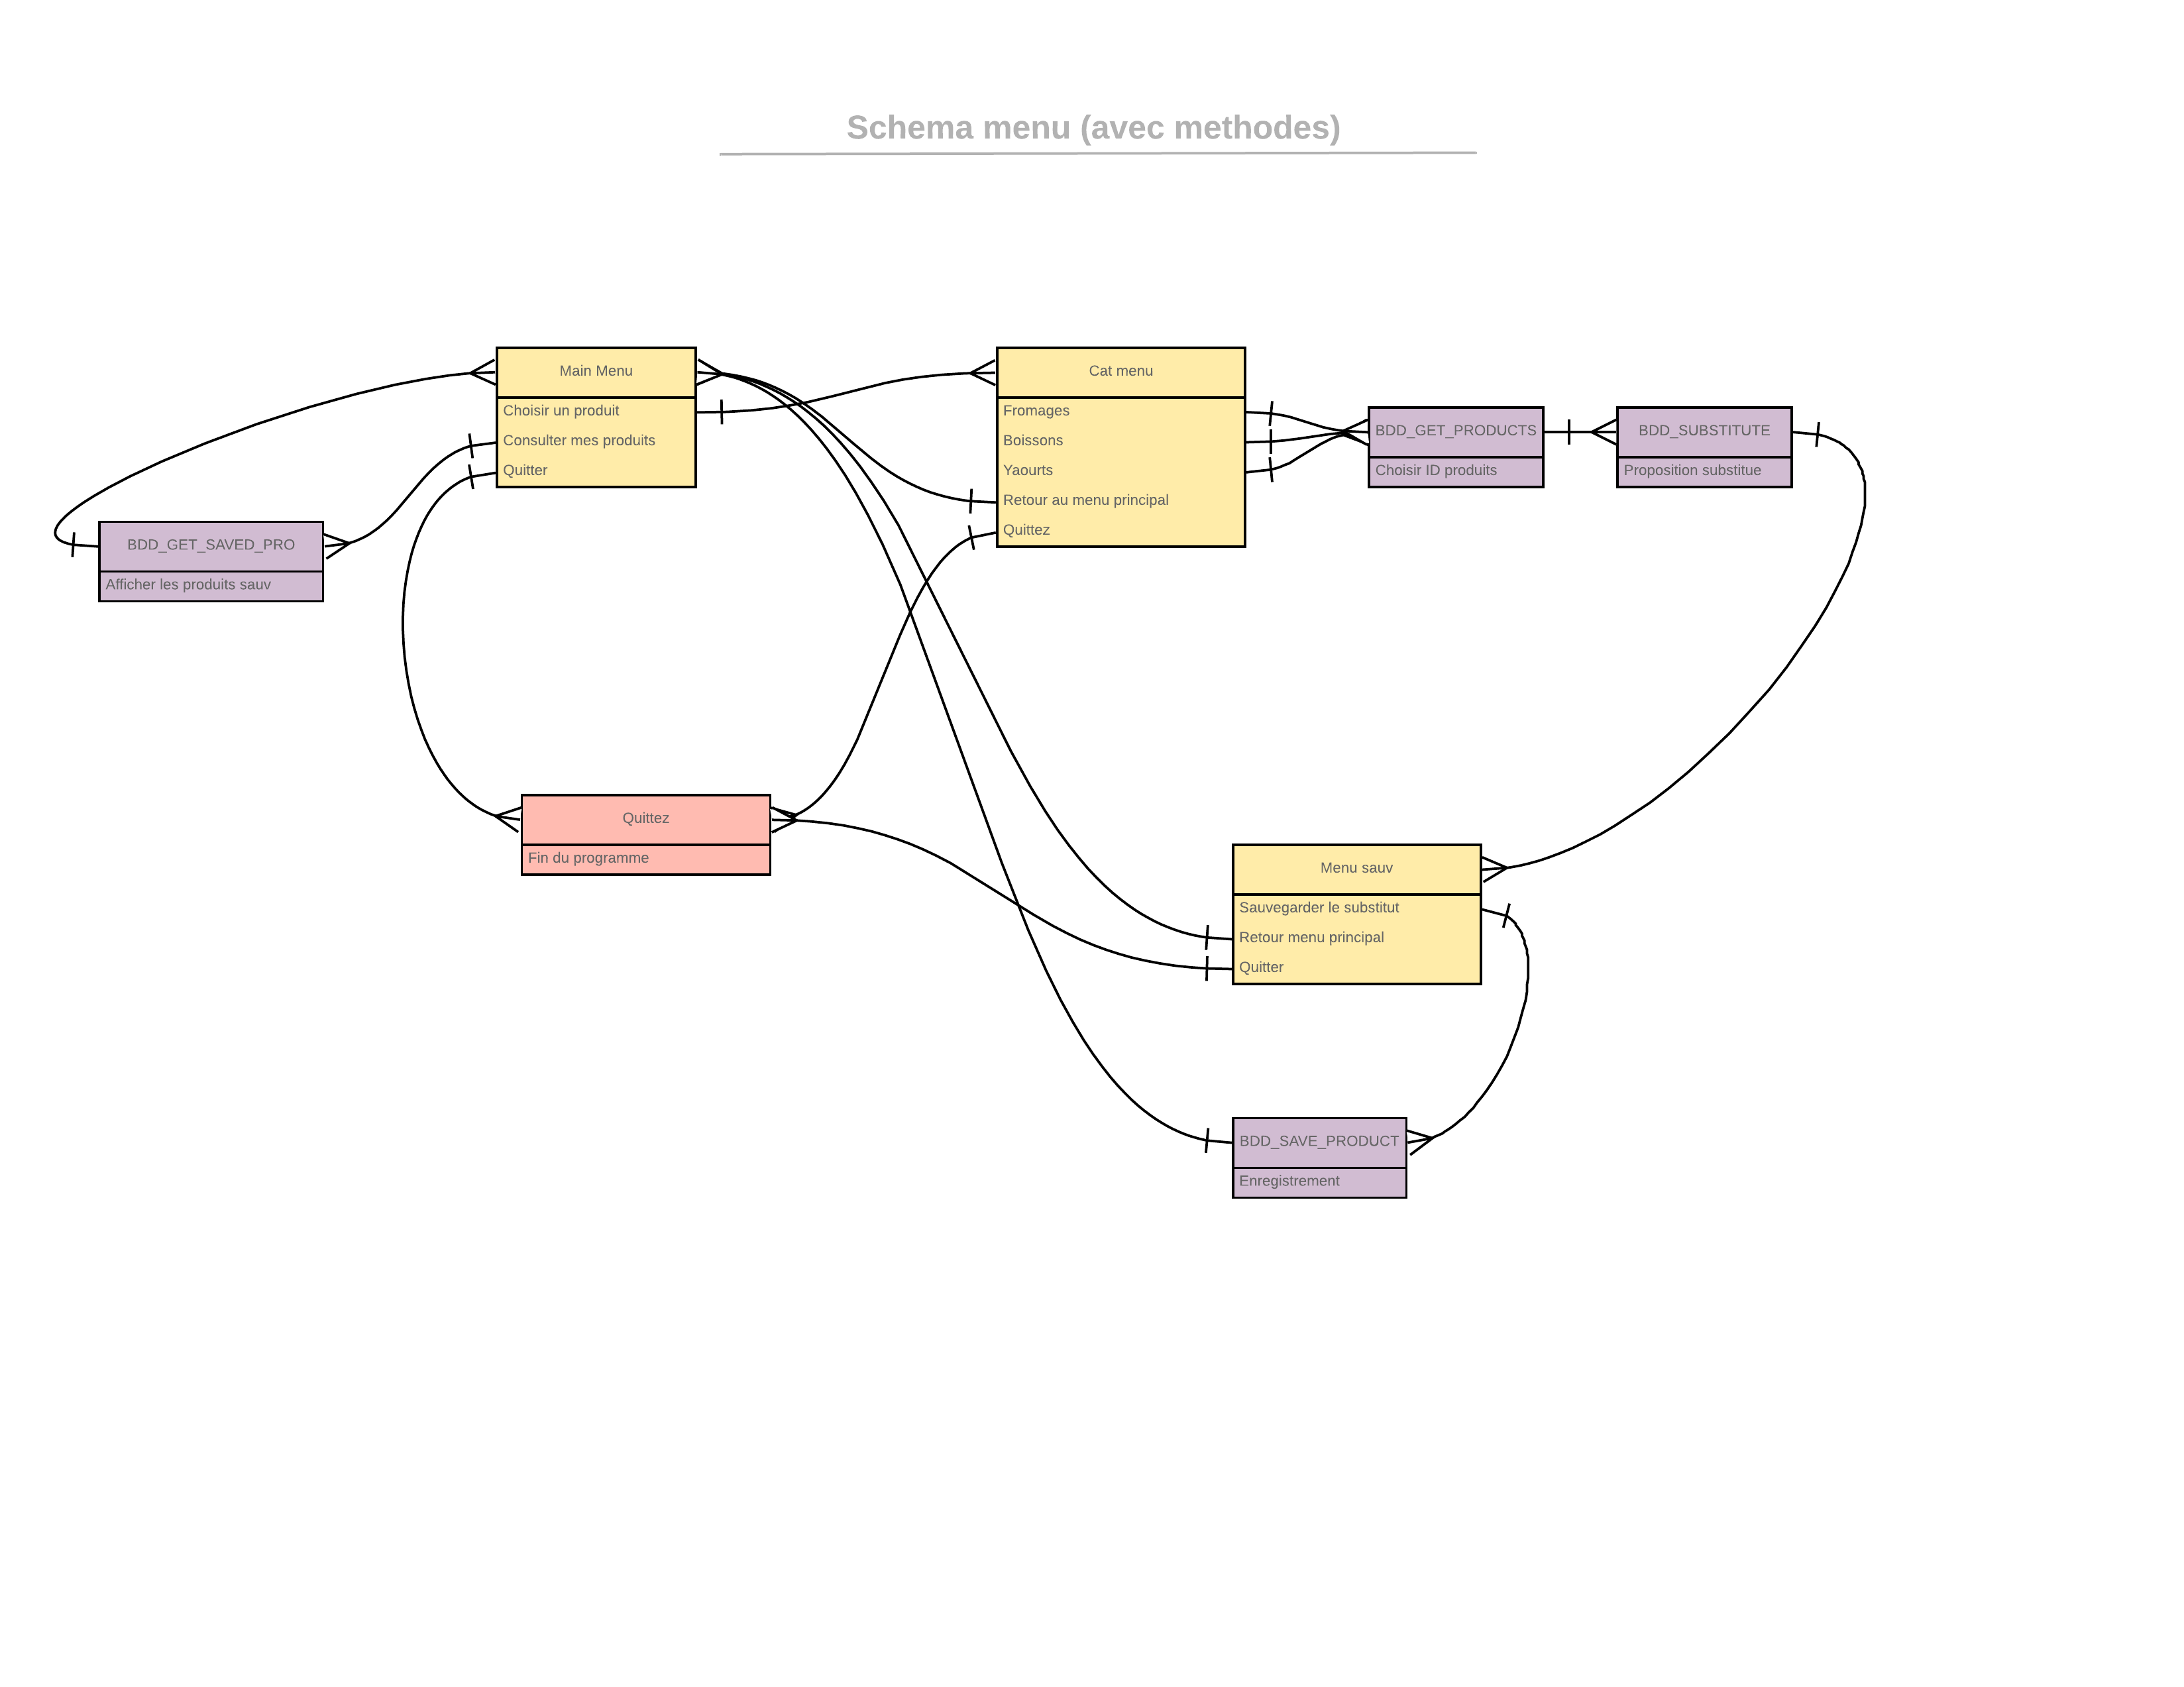 Schema menu (avec methodes)
Main Menu
Choisir un produit
Consulter mes produits
Quitter
Cat menu
Fromages
Boissons
Yaourts
Retour au menu principal
Quittez
BDD_GET_PRODUCTS
Choisir ID produits
BDD_SUBSTITUTE
Proposition substitue
BDD_GET_SAVED_PRO
Afficher les produits sauv
Quittez
Fin du programme
Menu sauv
Sauvegarder le substitut
Retour menu principal
Quitter
BDD_SAVE_PRODUCT
Enregistrement